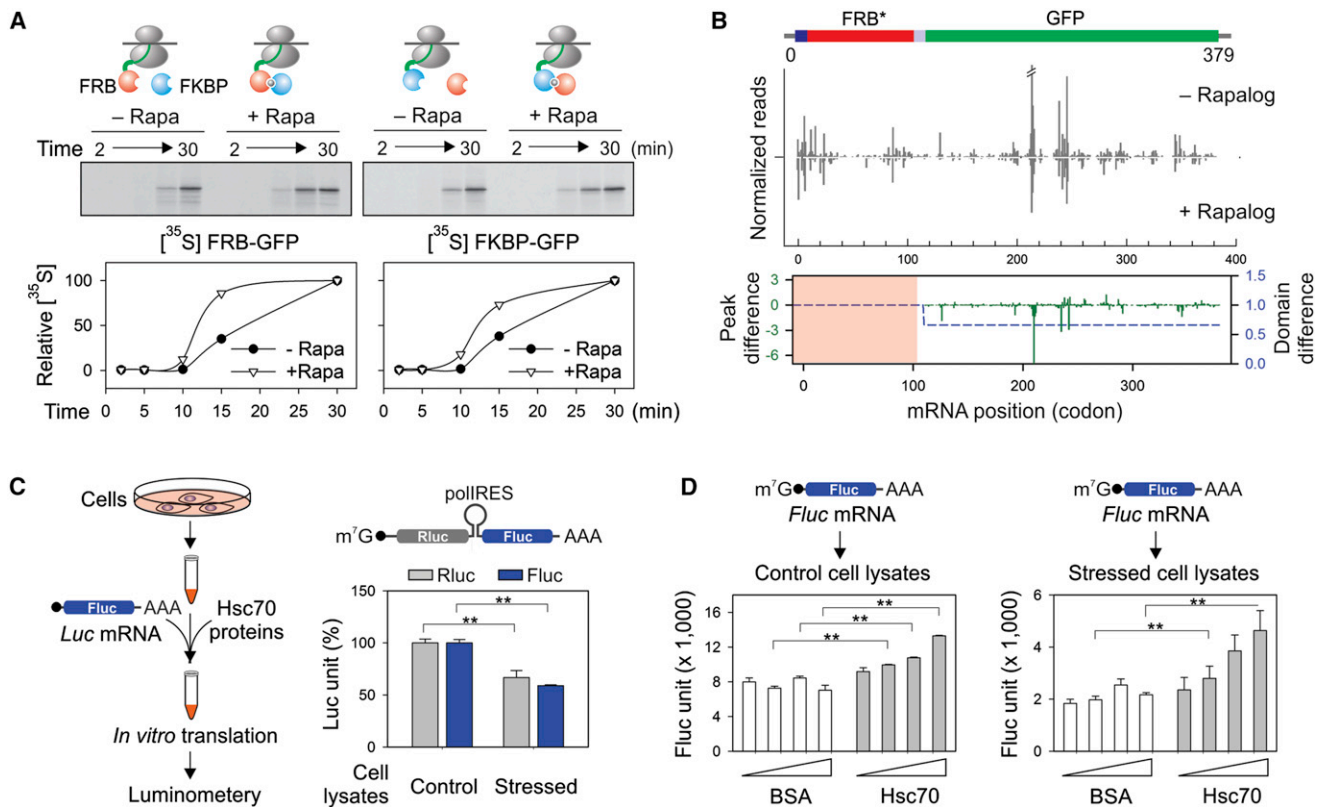 A
FRB
FKBP
– Rapa
+ Rapa
– Rapa
+ Rapa
Time
2
30
2
30
2
30
2
30
(min)
[35S] FRB-GFP
[35S] FKBP-GFP
Relative [35S]
100
50
0
- Rapa
+Rapa
- Rapa
+Rapa
Time
0 5 10 15 20 25 30
0 5 10 15 20 25 30
(min)
B
FRB*
GFP
0
379
Normalized reads
– Rapalog
+ Rapalog
0 100 200 300 400
Peak difference
3
0
-3
-6
1.5
1.0
0.5
0.0
Domain difference
0 100 200 300
mRNA position (codon)
C
Cells
Fluc
AAA
Luc mRNA
Hsc70 proteins
In vitro translation
Luminometery
polIRES
m7G
Rluc
Fluc
AAA
Rluc
Fluc
Luc unit (%)
150
100
50
0
**
**
Cell lysates
Control
Stressed
D
m7G
Fluc
AAA
Fluc mRNA
Control cell lysates
Fluc unit (x 1,000)
16
12
8
4
0
**
**
**
BSA
Hsc70
m7G
Fluc
AAA
Fluc mRNA
Stressed cell lysates
Fluc unit (x 1,000)
6
4
2
0
**
**
BSA
Hsc70